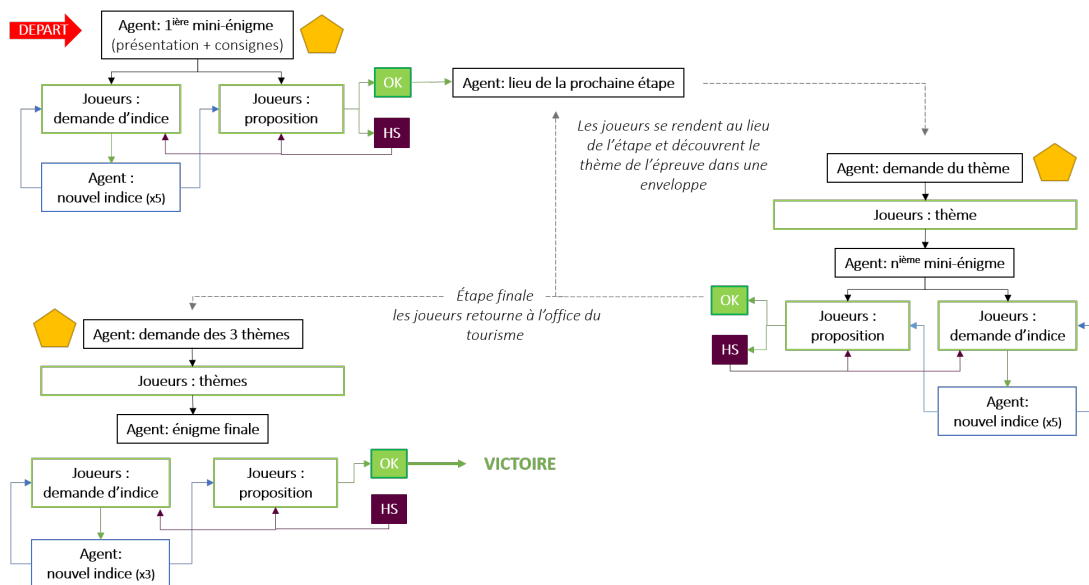 DEPART
Agent: 1ière mini-énigme
(présentation + consignes)
Joueurs :
demande d'indice
Joueurs :
proposition
OK
HS
Agent :
nouvel indice (x5)
Agent: lieu de la prochaine étape
Les joueurs se rendent au lieu
de l'étape et découvrent le
thème de l'épreuve dans une
enveloppe
Agent: demande du thème
Joueurs : thème
Agent: nième mini-énigme
OK
HS
Joueurs :
proposition
Joueurs :
demande d'indice
Agent:
nouvel indice (x5)
Étape finale
les joueurs retourne à l'office du
tourisme
Agent: demande des 3 thèmes
Joueurs : thèmes
Agent: énigme finale
Joueurs :
demande d'indice
Joueurs :
proposition
OK
VICTOIRE
HS
Agent:
nouvel indice (x3)